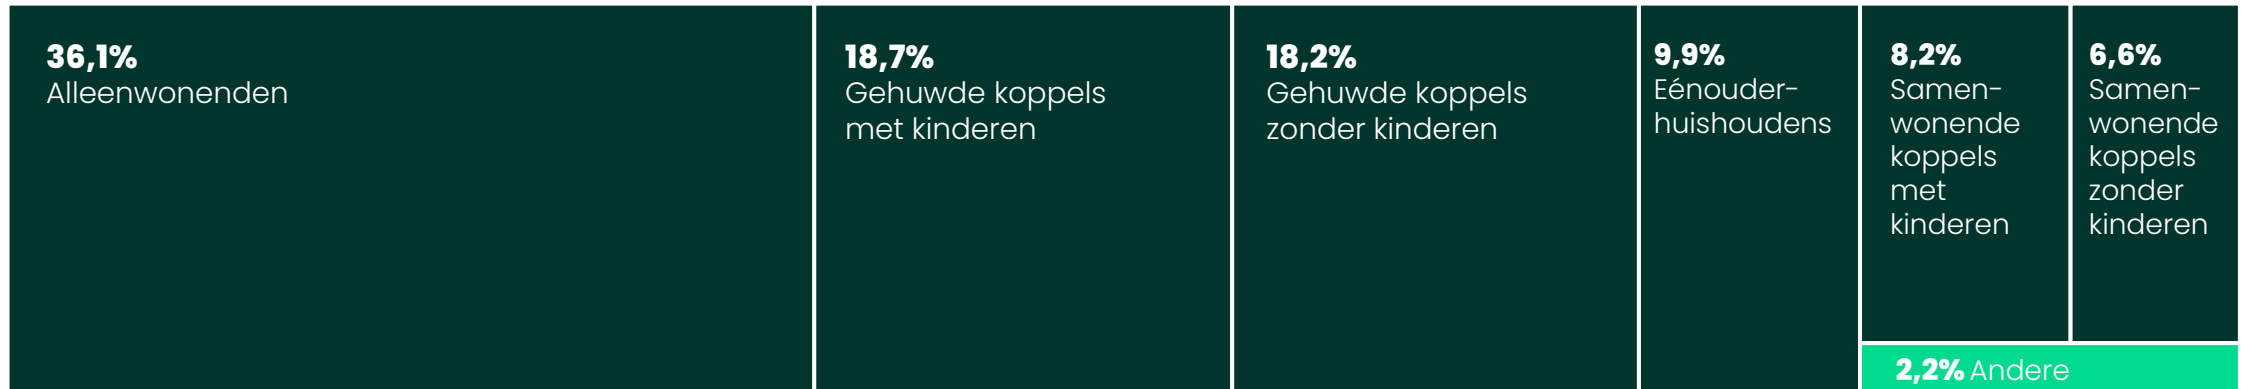 36,1%
Alleenwonenden
18,7%
Gehuwde koppels
met kinderen
18,2%
Gehuwde koppels
zonder kinderen
9,9%
Eénouder-
huishoudens
8,2%
Samen-
wonende
koppels
met
kinderen
6,6%
Samen-
wonende
koppels
zonder
kinderen
2,2% Andere